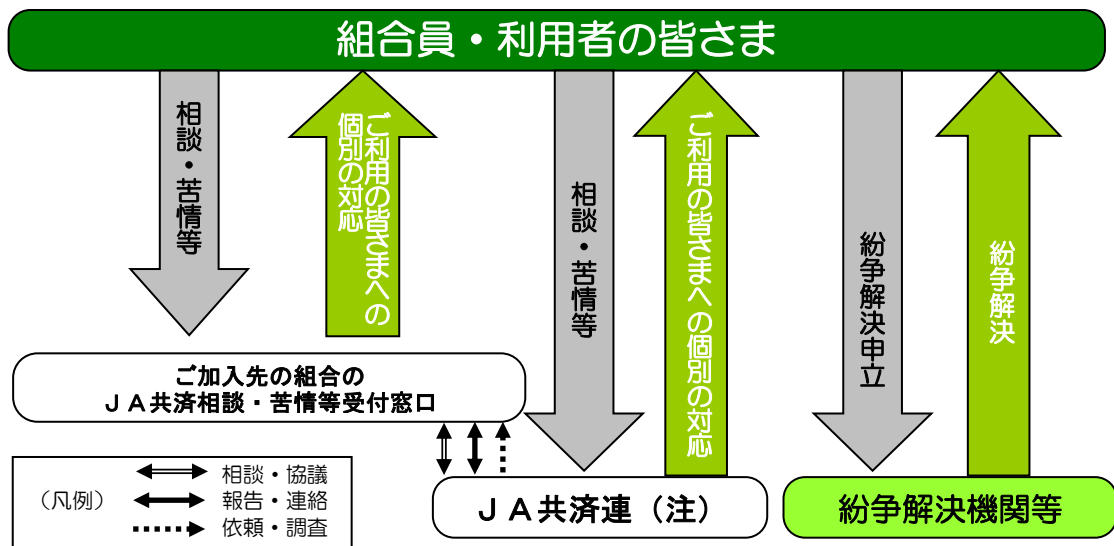 組合員・利用者の皆さま
相談・苦情等
ご利用の皆さまへの
個別の対応
相談・苦情等
ご利用の皆さまへの個別の対応
紛争解決申立
紛争解決
ご加入先の組合の
JA共済相談・苦情等受付窓口
(凡例)
相談・協議
報告・連絡
依頼・調査
JA共済連(注)
紛争解決機関等